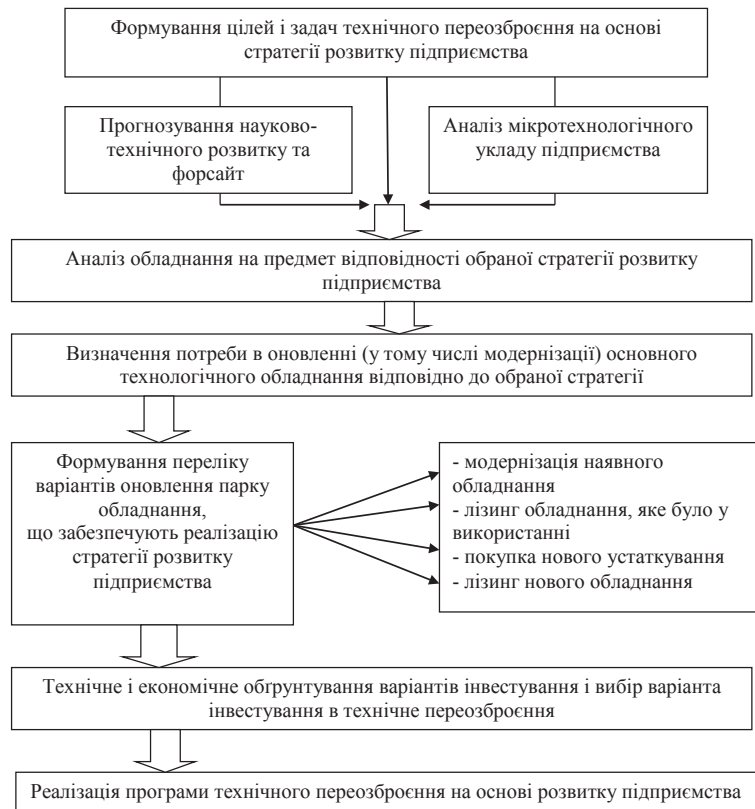 Формування цілей і задач технічного переозброєння на основі
стратегії розвитку підприємства
Прогнозування науково-
технічного розвитку та
форсайт
Аналіз мікротехнологічного
укладу підприємства
Аналіз обладнання на предмет відповідності обраної стратегії розвитку
підприємства
Визначення потреби в оновленні (у тому числі модернізації) основного
технологічного обладнання відповідно до обраної стратегії
Формування переліку
варіантів оновлення парку
обладнання,
що забезпечують реалізацію
стратегії розвитку
підприємства
- модернізація наявного
обладнання
- лізинг обладнання, яке було у
використанні
- покупка нового устаткування
- лізинг нового обладнання
Технічне і економічне обґрунтування варіантів інвестування і вибір варіанта
інвестування в технічне переозброєння
Реалізація програми технічного переозброєння на основі розвитку підприємства